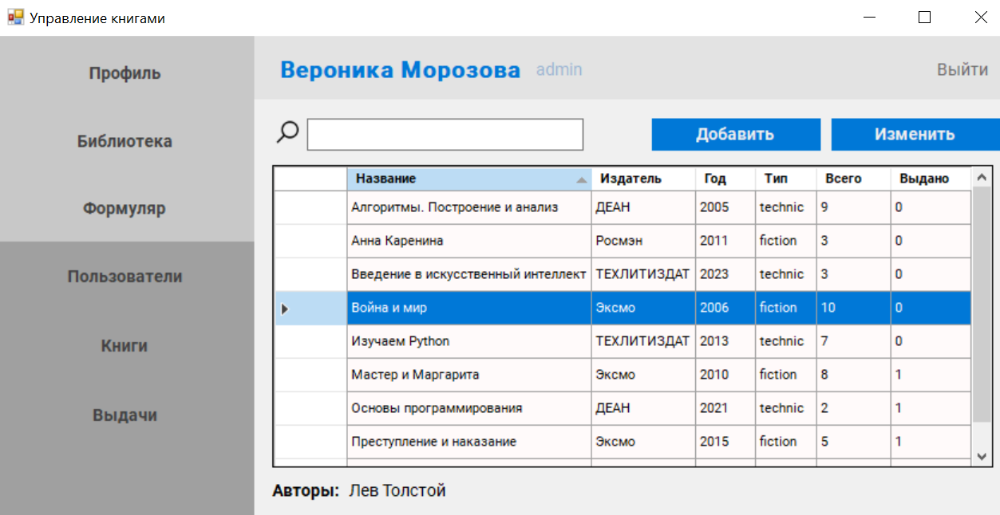 Управление книгами
Профиль
Библиотека
Формуляр
Пользователи
Книги
Выдачи
Вероника Морозова admin Выйти
Добавить Изменить
Название Издатель Год Тип Всего Выдано
Алгоритмы. Построение и анализ ДЕАН 2005 technic 9 0
Анна Каренина Росмэн 2011 fiction 3 0
Введение в искусственный интеллект ТЕХЛИТИЗДАТ 2023 technic 3 0
Война и мир Эксмо 2006 fiction 10 0
Изучаем Python ТЕХЛИТИЗДАТ 2013 technic 7 0
Мастер и Маргарита Эксмо 2010 fiction 8 1
Основы программирования ДЕАН 2021 technic 2 1
Преступление и наказание Эксмо 2015 fiction 5 1
Авторы: Лев Толстой